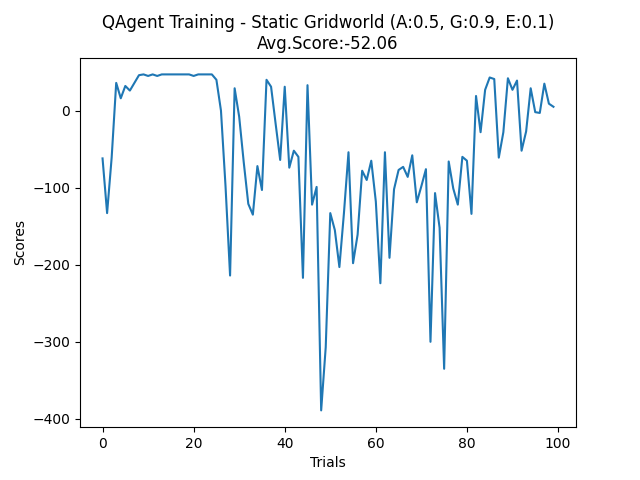 QAgent Training - Static Gridworld (A:0.5, G:0.9, E:0.1)
Avg.Score:-52.06
0
−100
−200
−300
−400
Scores
0 20 40 60 80 100
Trials